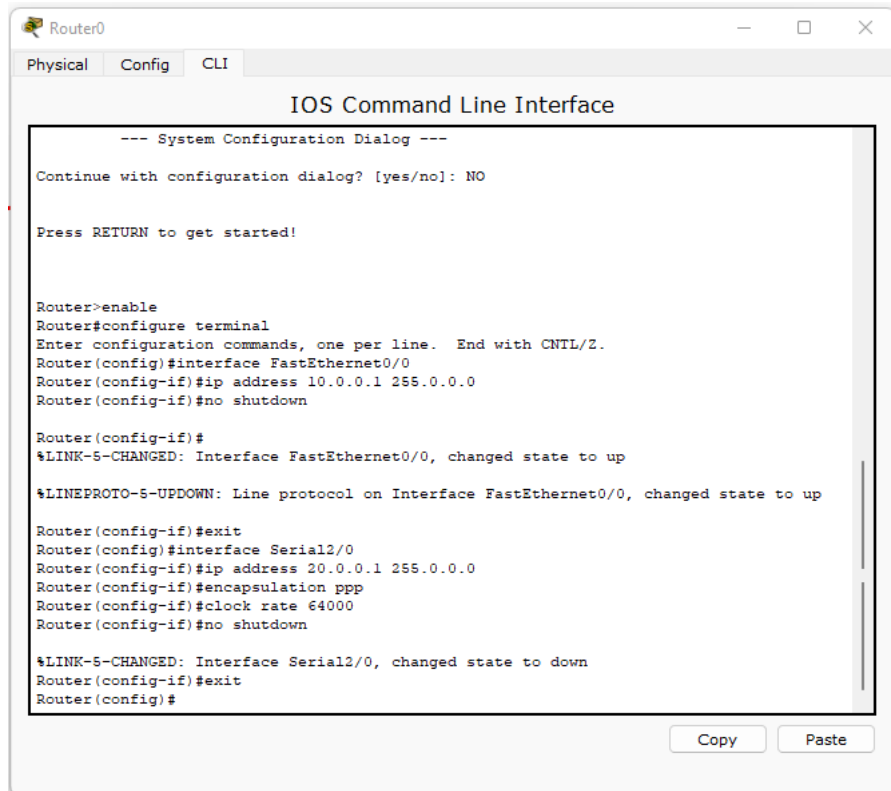 Router0
Physical Config CLI
IOS Command Line Interface
--- System Configuration Dialog ---
Continue with configuration dialog? [yes/no]: NO
Press RETURN to get started!
Router>enable
Router#configure terminal
Enter configuration commands, one per line.  End with CNTL/Z.
Router(config)#interface FastEthernet0/0
Router(config-if)#ip address 10.0.0.1 255.0.0.0
Router(config-if)#no shutdown
Router(config-if)#
%LINK-5-CHANGED: Interface FastEthernet0/0, changed state to up
%LINEPROTO-5-UPDOWN: Line protocol on Interface FastEthernet0/0, changed state to up
Router(config-if)#exit
Router(config)#interface Serial2/0
Router(config-if)#ip address 20.0.0.1 255.0.0.0
Router(config-if)#encapsulation ppp
Router(config-if)#clock rate 64000
Router(config-if)#no shutdown
%LINK-5-CHANGED: Interface Serial2/0, changed state to down
Router(config-if)#exit
Router(config)#
Copy Paste